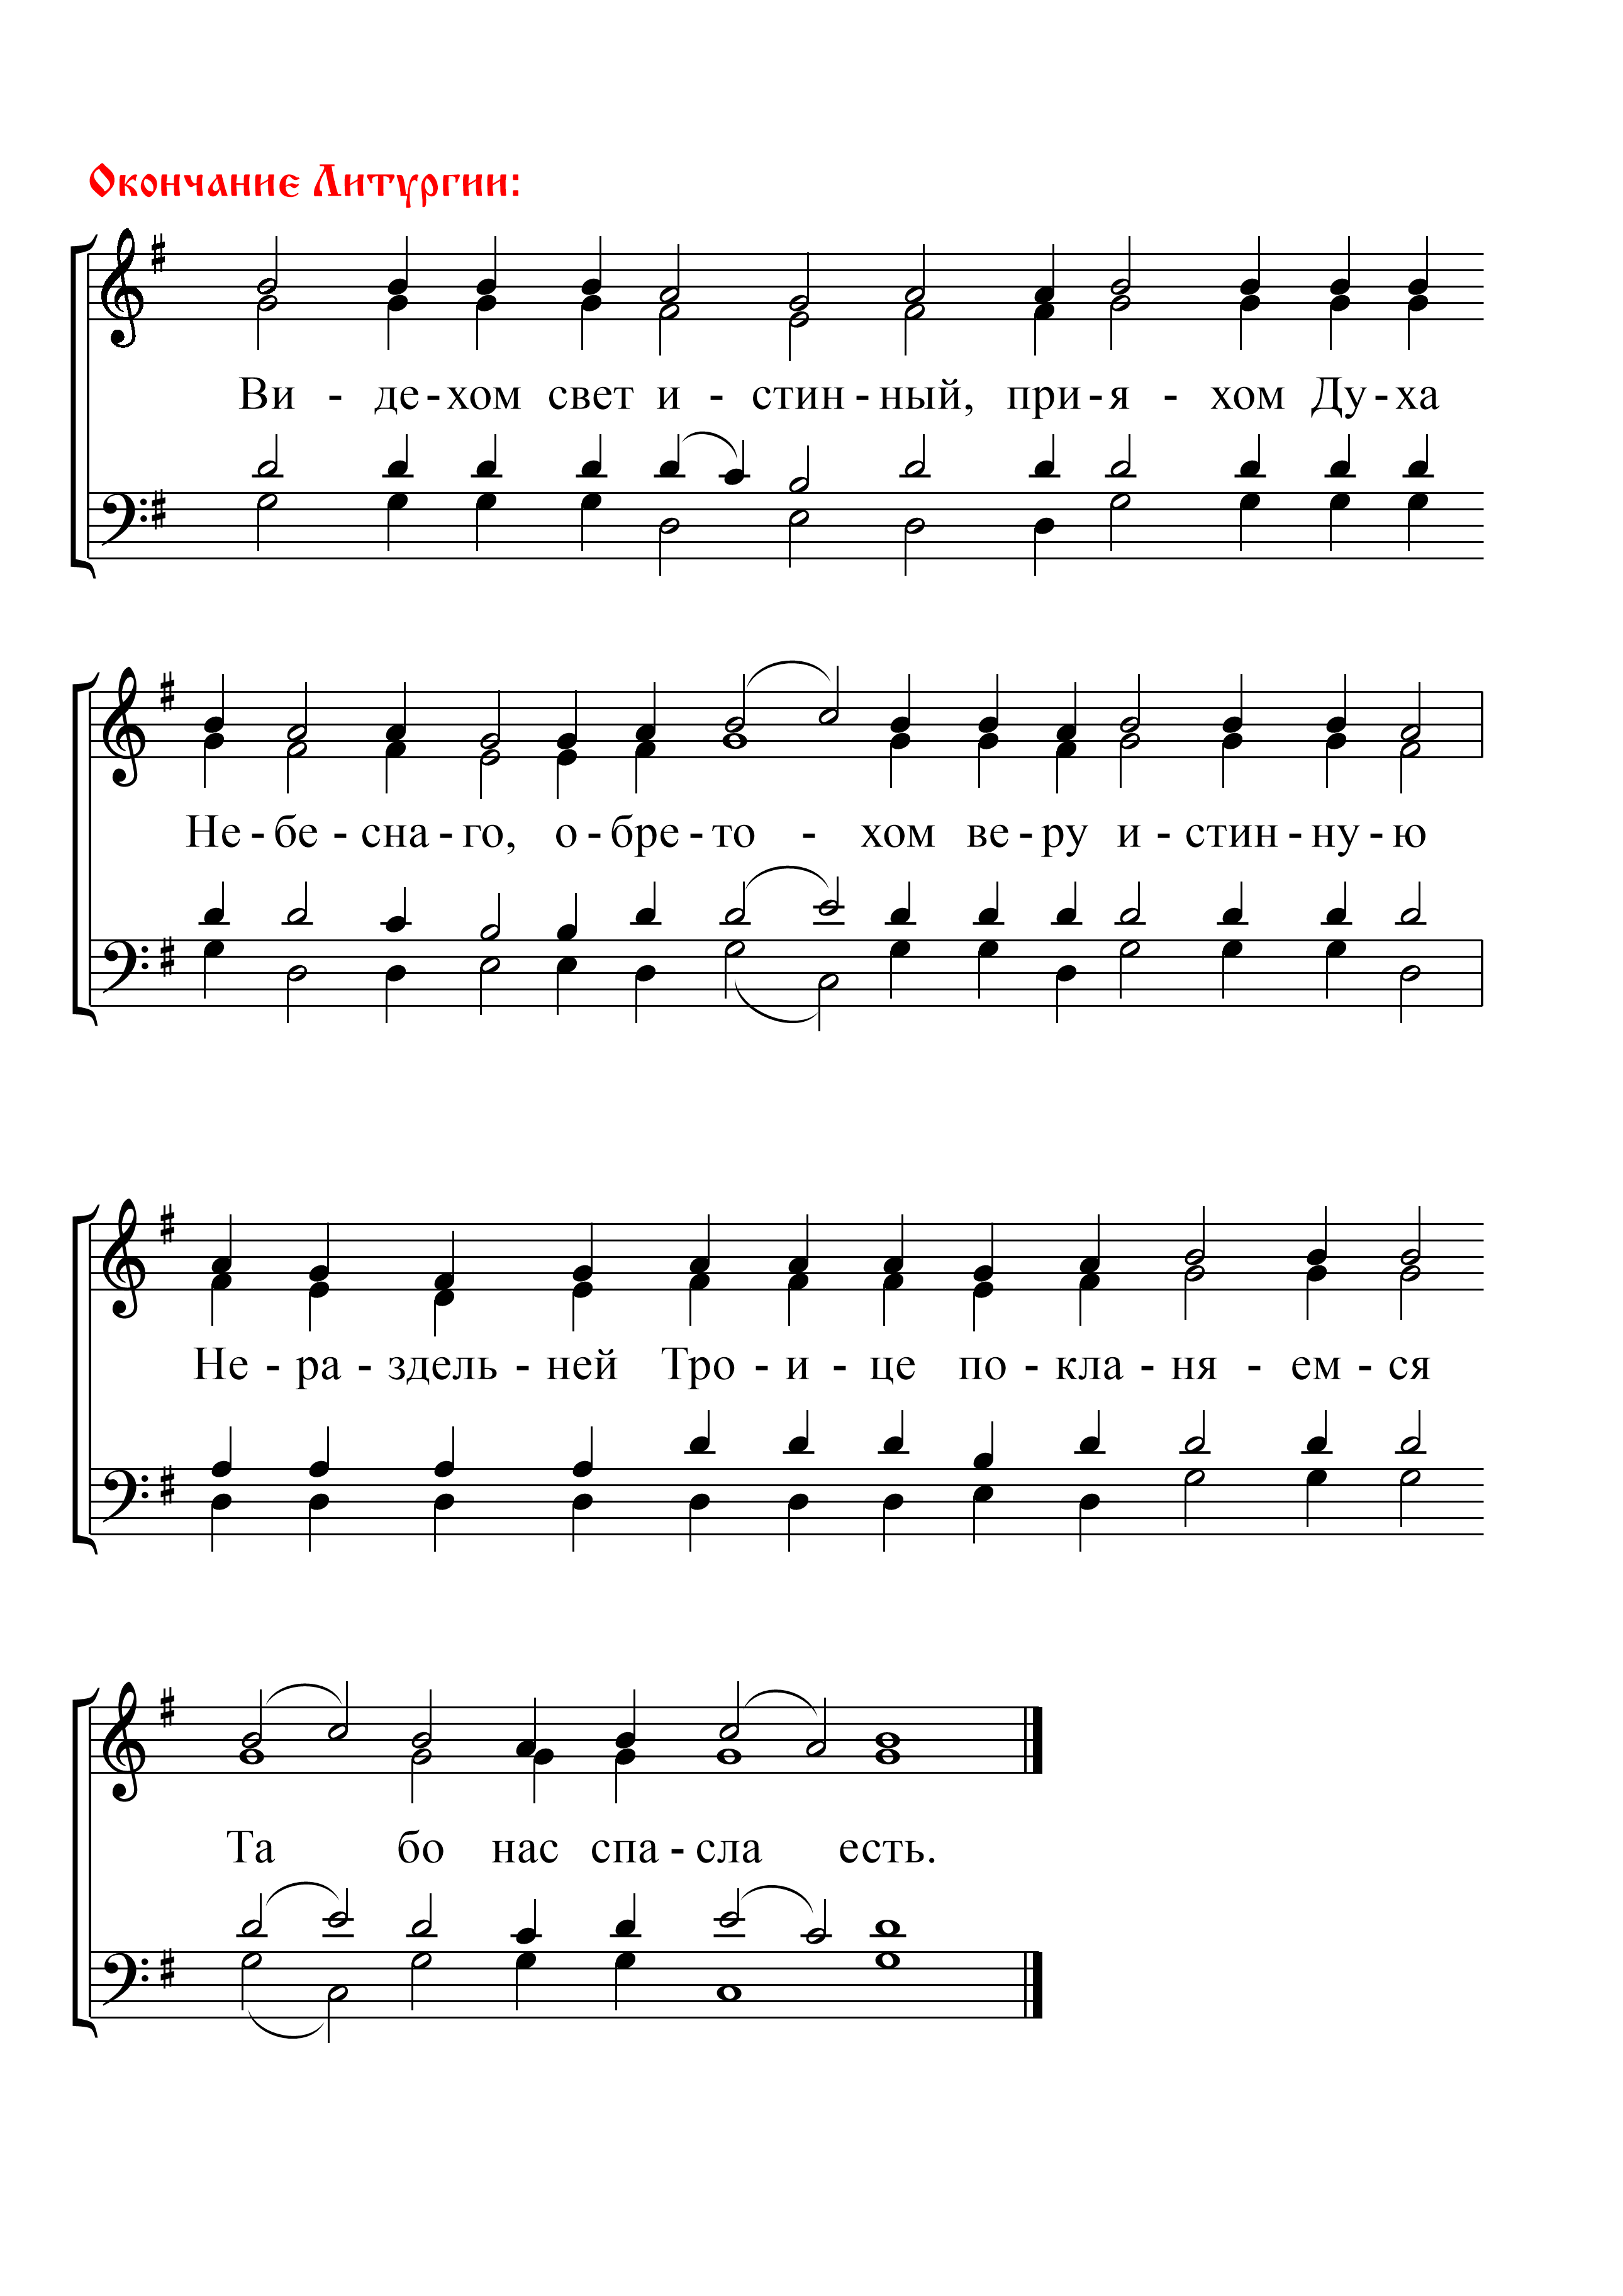 Окончание Литургии:
Ви - де-хом свет и - стин-ный, при-я - хом Ду-ха
Не-бе-сна-го, о-бре-то - хом ве-ру и-стин-ну-ю
Не-ра-здель-ней Тро-и-це по-кла-ня-ем-ся
Та бо нас спа-сла есть.